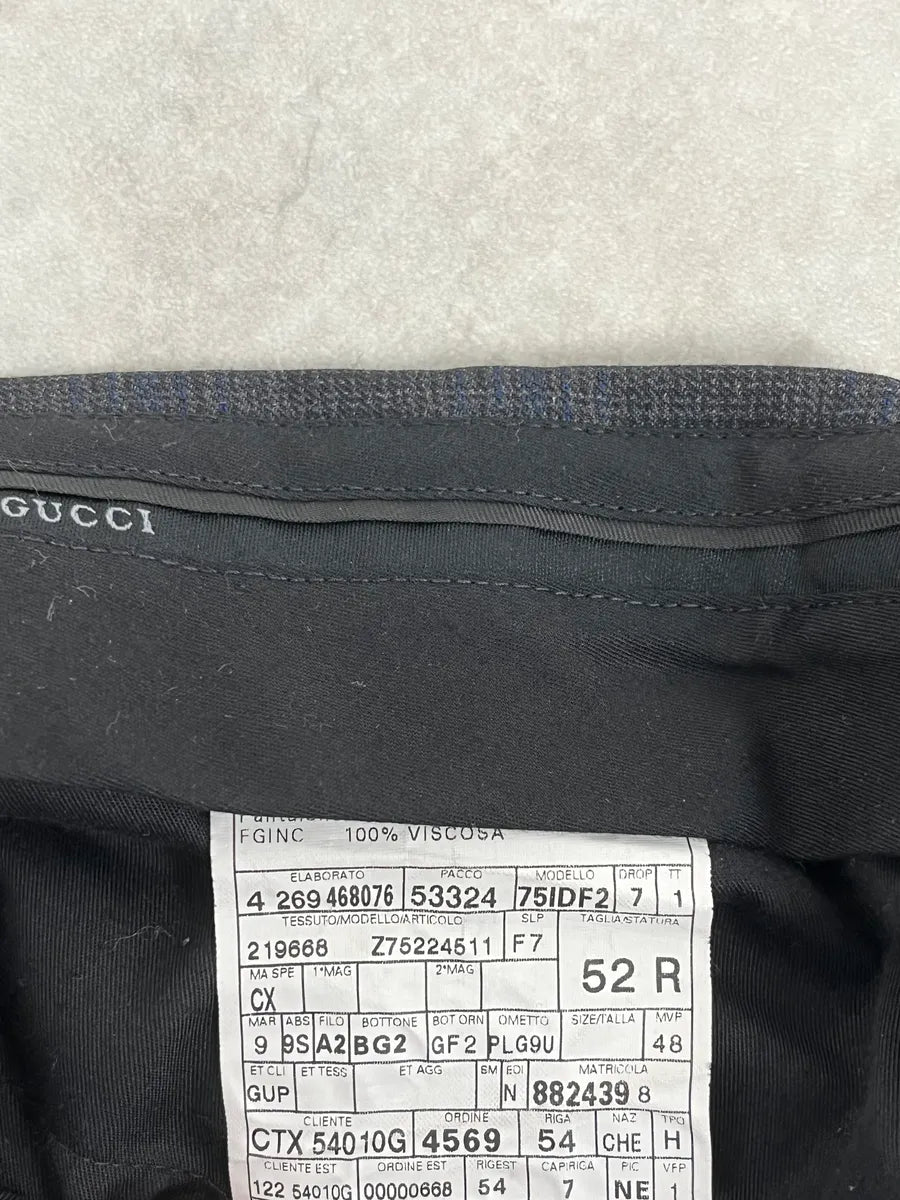 GUCCI
FGINC 100% VISCOSA
ELABORATO PACCO MODELLO DROP TT
4 269 468076 53324 75IDF2 7 1
TESSUTO/MODELLO/ARTICOLO SLP TAGLIA/STATURA
219668 Z75224511 F7 52 R
MA SPE 1°MAG 2°MAG
CX
MAR ABS FILO BOTTONE BOT ORN OMETTO SIZE/TALLA MVP
9 9S A2 BG2 GF2 PLG9U 48
ET CLI ET TESS ET AGG SM EDI MATRICOLA
GUP N 882439 8
CLIENTE ORDINE RIGA NAZ TPO
CTX 54010G 4569 54 CHE H
CLIENTE EST ORDINE EST RIGEST CAPIRICA PIC VFP
122 54010G 00000668 54 7 NE 1